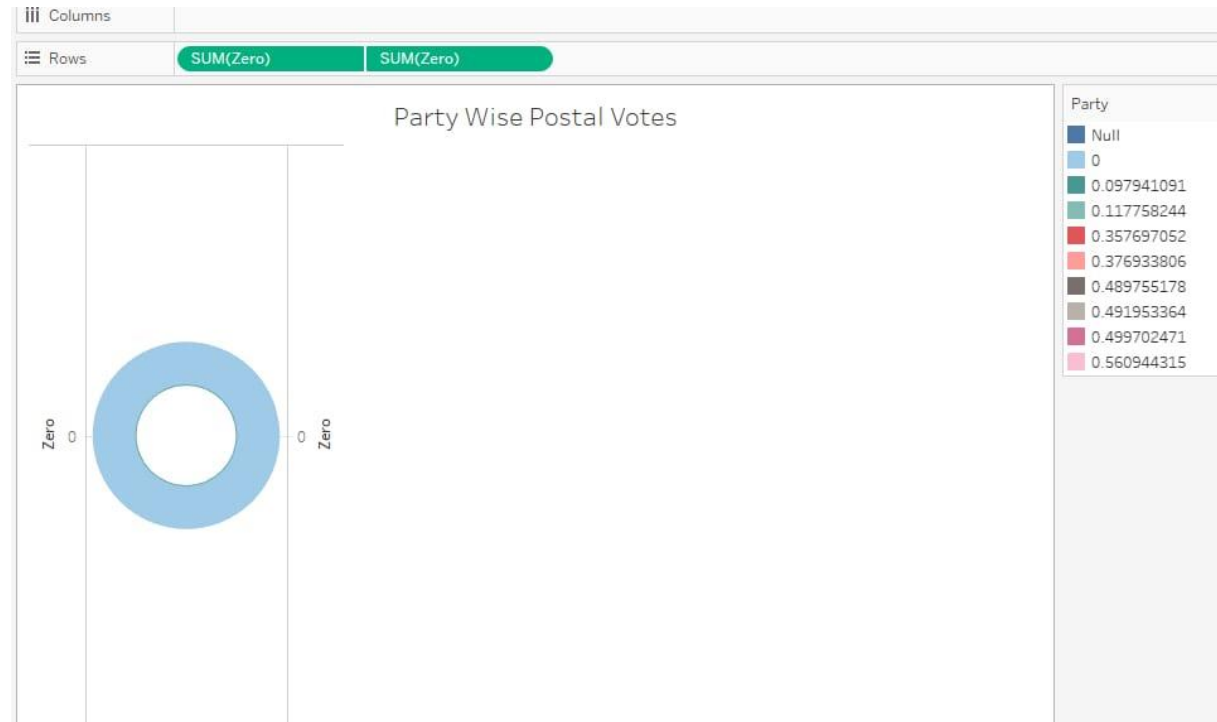 Columns
Rows SUM(Zero) SUM(Zero)
Party Wise Postal Votes
Zero 0 0 Zero
Party
Null
0
0.097941091
0.117758244
0.357697052
0.376933806
0.489755178
0.491953364
0.499702471
0.560944315